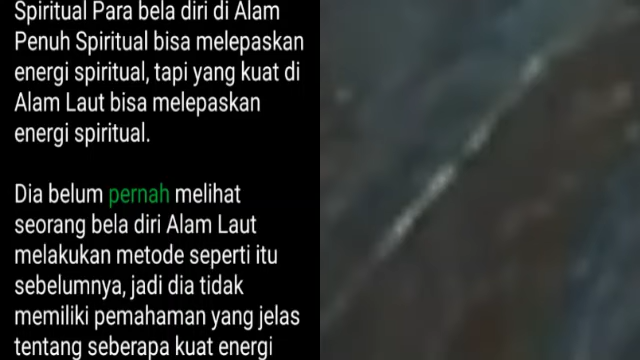 Spiritual Para bela diri di Alam
Penuh Spiritual bisa melepaskan
energi spiritual, tapi yang kuat di
Alam Laut bisa melepaskan
energi spiritual.
Dia belum pernah melihat
seorang bela diri Alam Laut
melakukan metode seperti itu
sebelumnya, jadi dia tidak
memiliki pemahaman yang jelas
tentang seberapa kuat energi